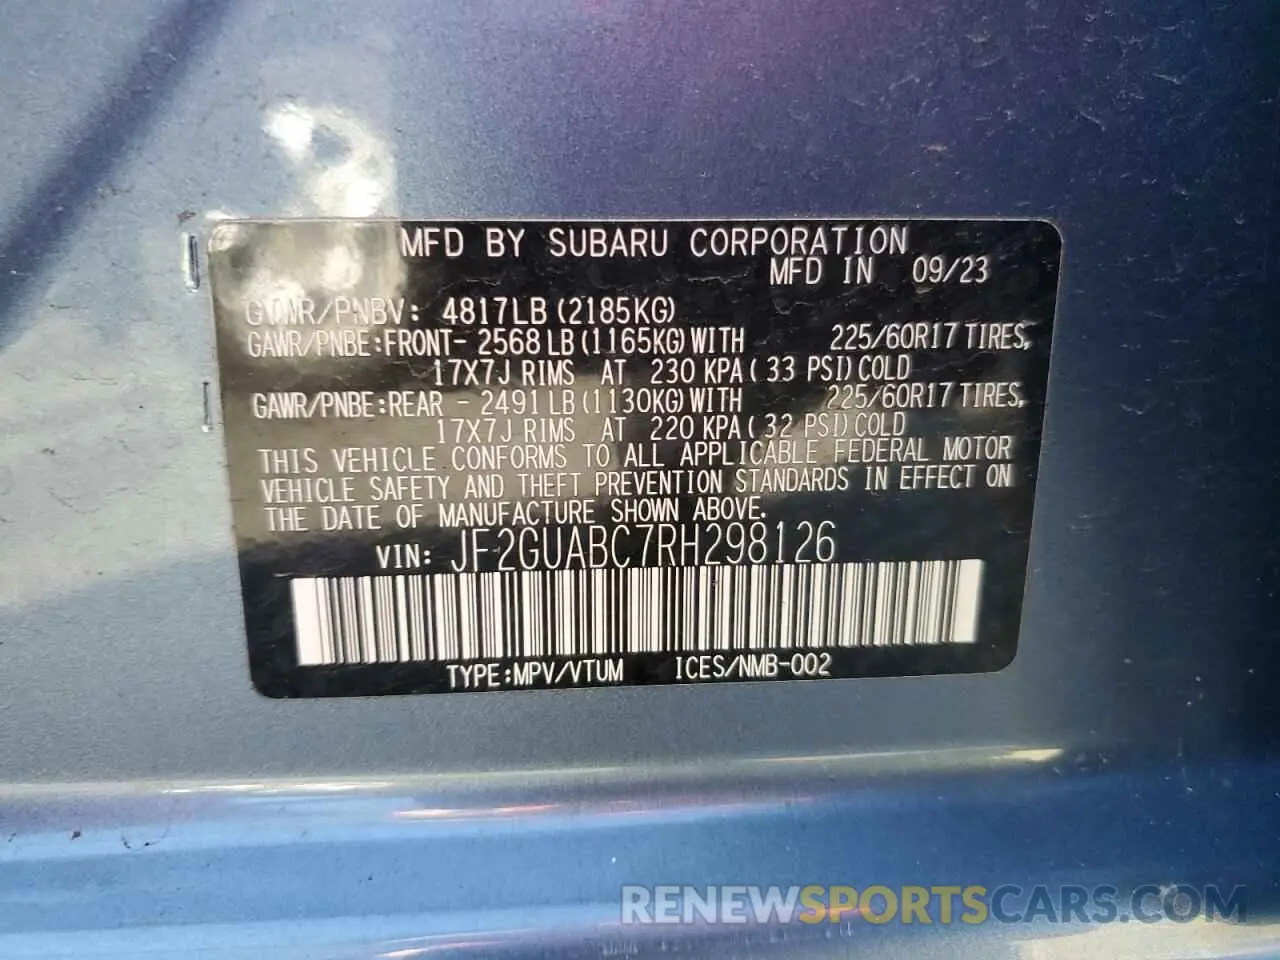 MFD BY SUBARU CORPORATION
MFD IN 09/23
GVWR/PNBV: 4817LB (2185KG)
GAWR/PNBE:FRONT- 2568 LB (1165KG) WITH 225/60R17 TIRES,
17X7J RIMS AT 230 KPA ( 33 PSI) COLD
GAWR/PNBE:REAR - 2491 LB (1130KG) WITH 225/60R17 TIRES,
17X7J RIMS AT 220 KPA ( 32 PSI) COLD
THIS VEHICLE CONFORMS TO ALL APPLICABLE FEDERAL MOTOR
VEHICLE SAFETY AND THEFT PREVENTION STANDARDS IN EFFECT ON
THE DATE OF MANUFACTURE SHOWN ABOVE.
VIN: JF2GUABC7RH298126
TYPE:MPV/VTUM ICES/NMB-002
RENEWSPORTSCARS.COM